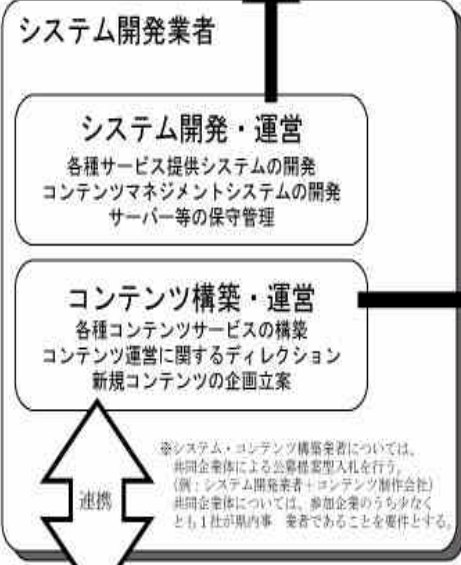 システム開発業者
システム開発・運営
各種サービス提供システムの開発
コンテンツマネジメントシステムの開発
サーバー等の保守管理
コンテンツ構築・運営
各種コンテンツサービスの構築
コンテンツ運営に関するディレクション
新規コンテンツの企画立案
連携
※システム・コンテンツ構築業者については、
共同企業体による公募提案型入札を行う。
(例:システム開発業者+コンテンツ制作会社)
共同企業体については、参加企業のうち少なく
とも1社が県内事 業者であることを要件とする。